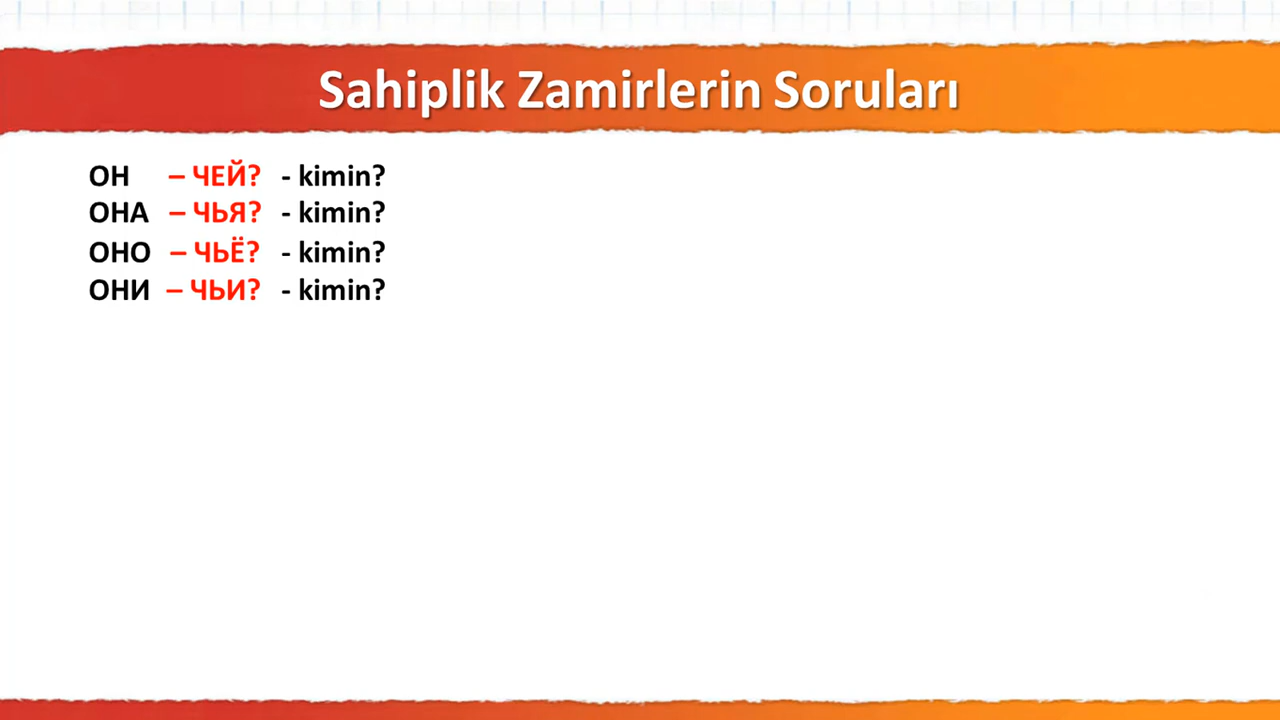 Sahiplik Zamirlerin Soruları
ОН – ЧЕЙ? - kimin?
ОНА – ЧЬЯ? - kimin?
ОНО – ЧЬЁ? - kimin?
ОНИ – ЧЬИ? - kimin?